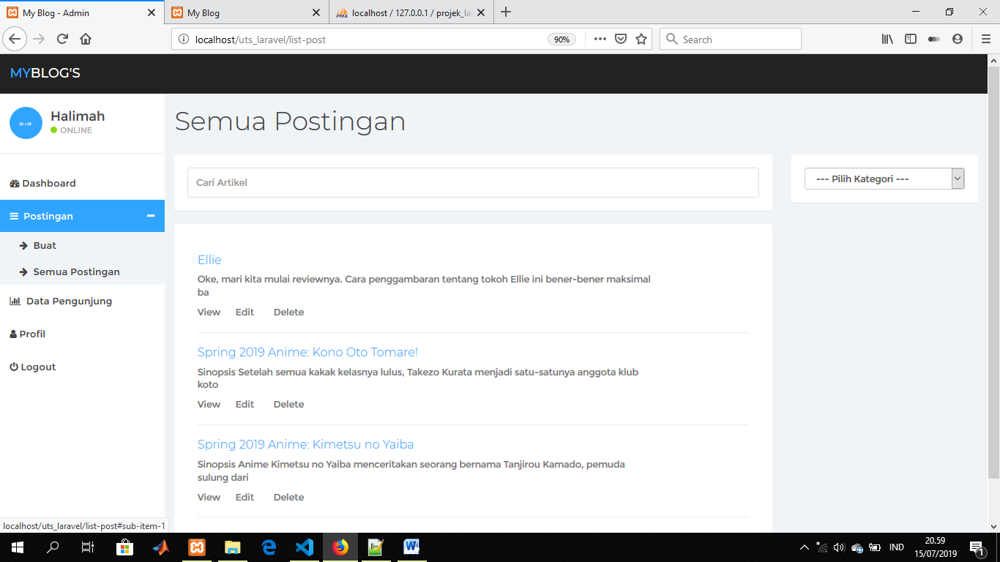 My Blog - Admin
My Blog
localhost / 127.0.0.1 / projek_la
localhost/uts_laravel/list-post
90%
Search
MYBLOG'S
50 x 50
Halimah
ONLINE
Dashboard
Postingan
Buat
Semua Postingan
Data Pengunjung
Profil
Logout
Semua Postingan
Cari Artikel
--- Pilih Kategori ---
Ellie
Oke, mari kita mulai reviewnya. Cara penggambaran tentang tokoh Ellie ini bener-bener maksimal
ba
View Edit Delete
Spring 2019 Anime: Kono Oto Tomare!
Sinopsis Setelah semua kakak kelasnya lulus, Takezo Kurata menjadi satu-satunya anggota klub
koto
View Edit Delete
Spring 2019 Anime: Kimetsu no Yaiba
Sinopsis Anime Kimetsu no Yaiba menceritakan seorang bernama Tanjirou Kamado, pemuda
sulung dari
View Edit Delete
localhost/uts_laravel/list-post#sub-item-1
IND
20.59
15/07/2019
1